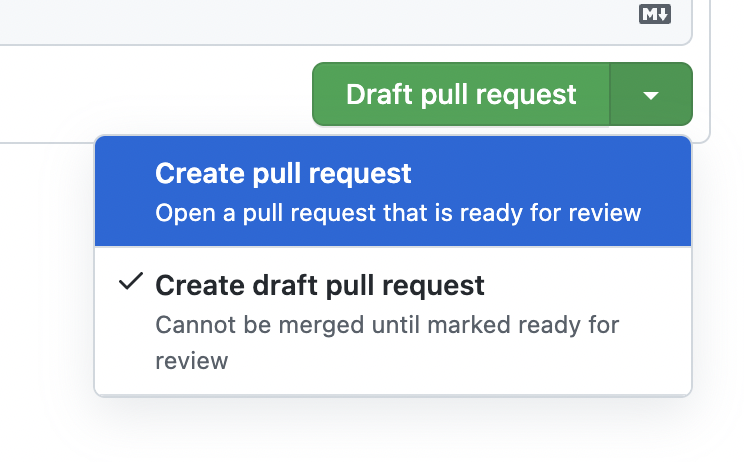 M↓
Draft pull request
Create pull request
Open a pull request that is ready for review
Create draft pull request
Cannot be merged until marked ready for
review